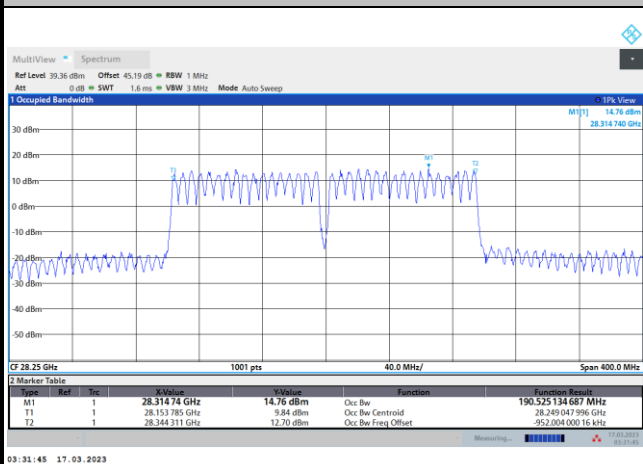 MultiView Spectrum
Ref Level 39.36 dBm Offset 45.19 dB RBW 1 MHz
Att 0 dB SWT 1.6 ms VBW 3 MHz Mode Auto Sweep
1 Occupied Bandwidth 1Pk View
M1[1] 14.76 dBm
28.314 740 GHz
30 dBm
20 dBm
M1
T1 T2
10 dBm
0 dBm
-10 dBm
-20 dBm
-30 dBm
-40 dBm
-50 dBm
CF 28.25 GHz 1001 pts 40.0 MHz/ Span 400.0 MHz
2 Marker Table
Type Ref Trc X-Value Y-Value Function Function Result
M1 1 28.314 74 GHz 14.76 dBm Occ Bw 190.525 134 687 MHz
T1 1 28.153 785 GHz 9.84 dBm Occ Bw Centroid 28.249 047 996 GHz
T2 1 28.344 311 GHz 12.70 dBm Occ Bw Freq Offset -952.004 000 16 kHz
Measuring... 17.03.2023
03:31:45
03:31:45 17.03.2023